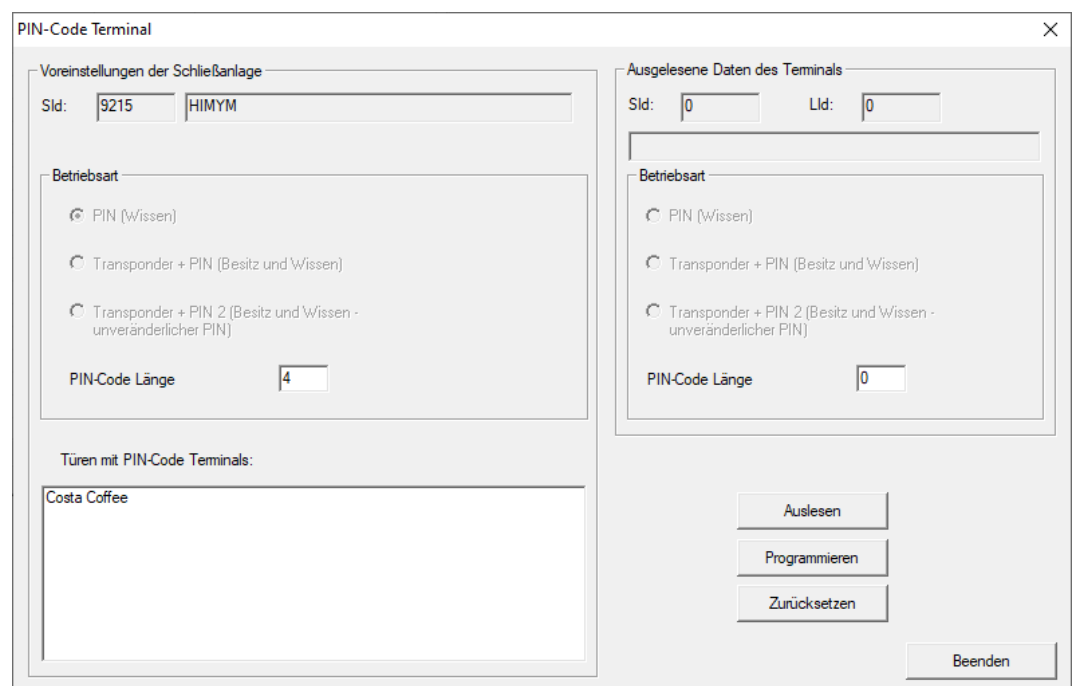 PIN-Code Terminal
Voreinstellungen der Schließanlage
SId: 9215 HIMYM
Betriebsart
PIN (Wissen)
Transponder + PIN (Besitz und Wissen)
Transponder + PIN 2 (Besitz und Wissen -
unveränderlicher PIN)
PIN-Code Länge 4
Türen mit PIN-Code Terminals:
Costa Coffee
Ausgelesene Daten des Terminals
SId: 0 LId: 0
Betriebsart
PIN (Wissen)
Transponder + PIN (Besitz und Wissen)
Transponder + PIN 2 (Besitz und Wissen -
unveränderlicher PIN)
PIN-Code Länge 0
Auslesen
Programmieren
Zurücksetzen
Beenden